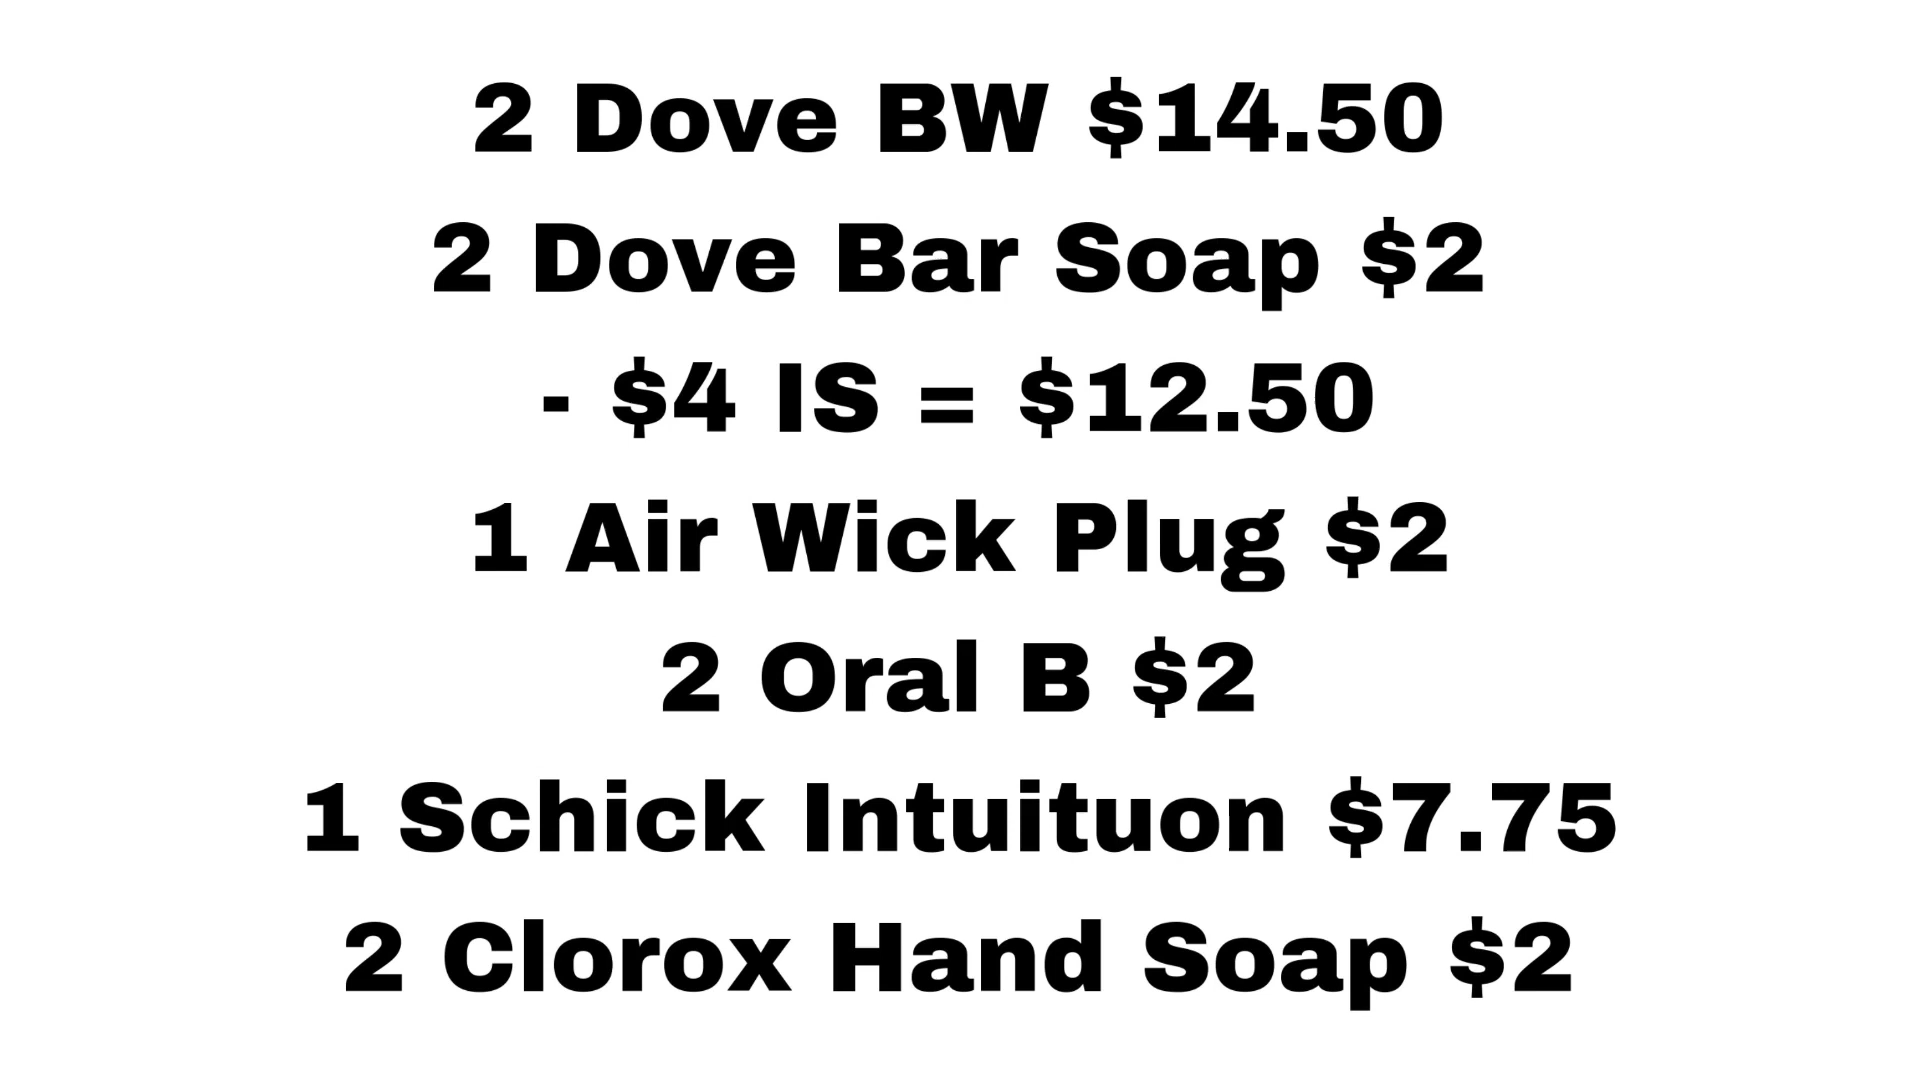 2 Dove BW $14.50
2 Dove Bar Soap $2
- $4 IS = $12.50
1 Air Wick Plug $2
2 Oral B $2
1 Schick Intuituon $7.75
2 Clorox Hand Soap $2